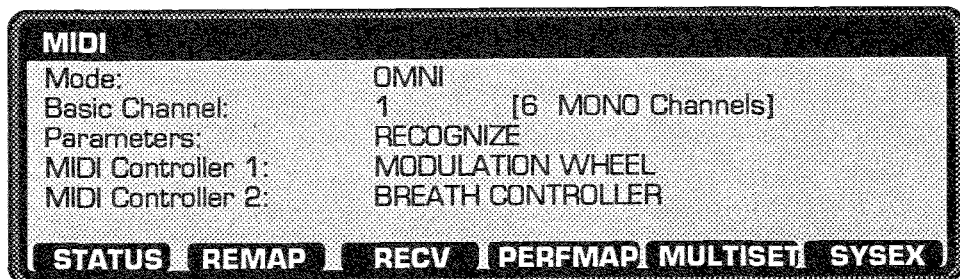 MIDI
Mode: OMNI
Basic Channel: 1 [6 MONO Channels]
Parameters: RECOGNIZE
MIDI Controller 1: MODULATION WHEEL
MIDI Controller 2: BREATH CONTROLLER
STATUS REMAP RECV PERFMAP MULTISET SYSEX